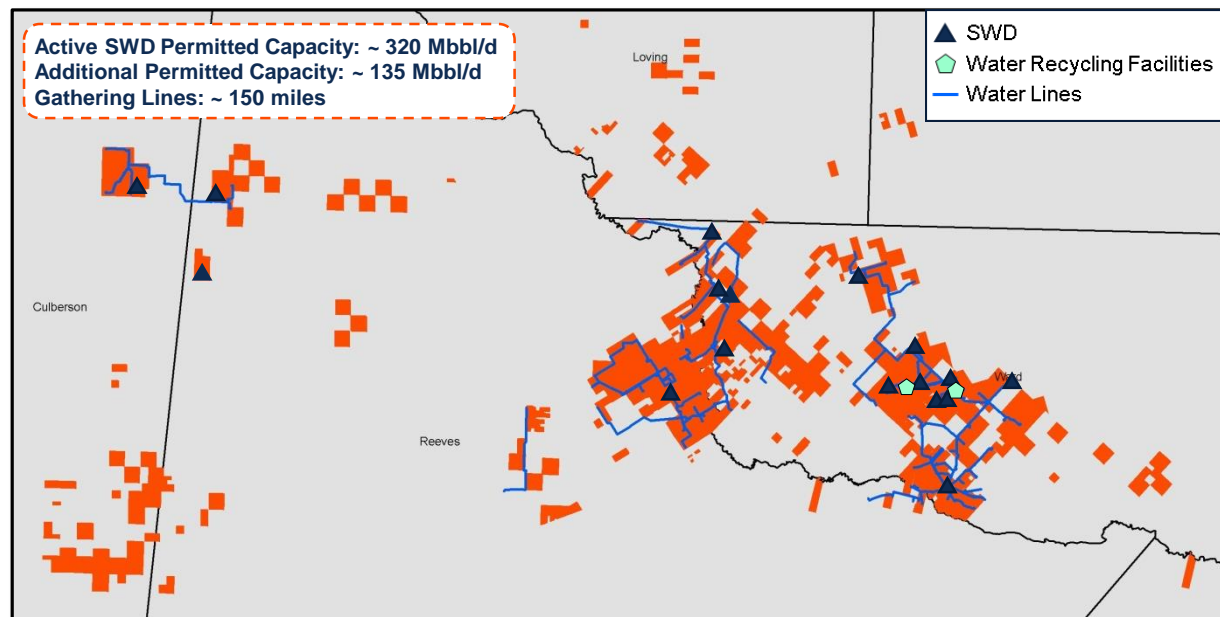 Active SWD Permitted Capacity: ~ 320 Mbbl/d
Additional Permitted Capacity: ~ 135 Mbbl/d
Gathering Lines: ~ 150 miles
SWD
Water Recycling Facilities
Water Lines
Loving
Culberson
Ward
Reeves